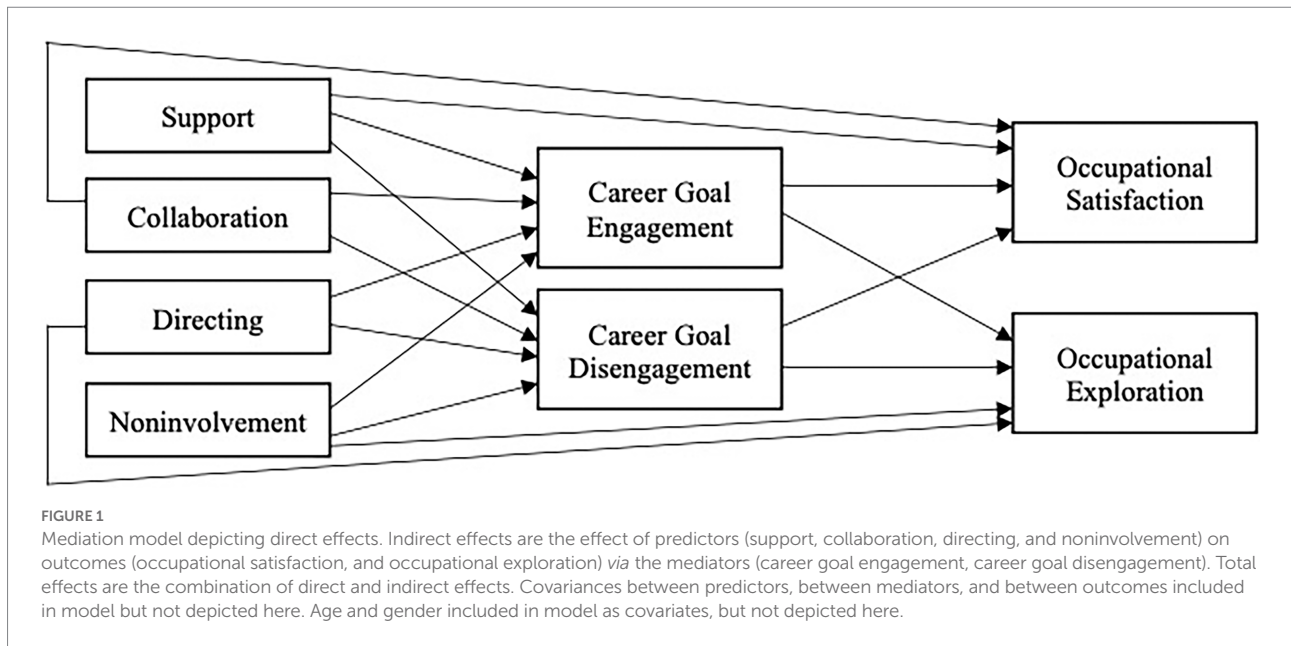 Support
Collaboration
Directing
Noninvolvement
Career Goal
Engagement
Career Goal
Disengagement
Occupational
Satisfaction
Occupational
Exploration
FIGURE 1
Mediation model depicting direct effects. Indirect effects are the effect of predictors (support, collaboration, directing, and noninvolvement) on
outcomes (occupational satisfaction, and occupational exploration) via the mediators (career goal engagement, career goal disengagement). Total
effects are the combination of direct and indirect effects. Covariances between predictors, between mediators, and between outcomes included
in model but not depicted here. Age and gender included in model as covariates, but not depicted here.